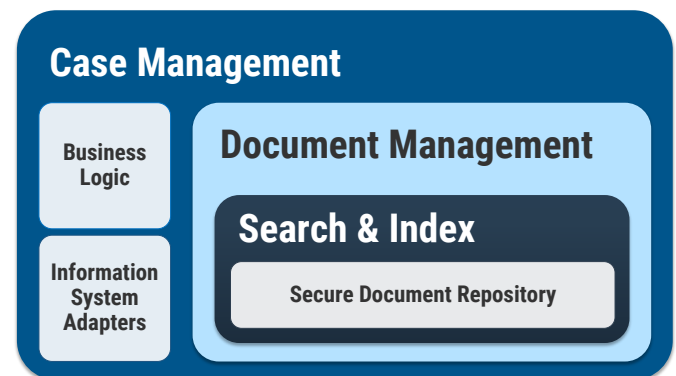 Case Management
Business
Logic
Document Management
Search & Index
Information
System
Adapters
Secure Document Repository